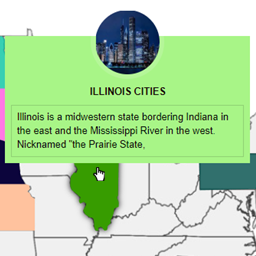 ILLINOIS CITIES
Illinois is a midwestern state bordering Indiana in
the east and the Mississippi River in the west.
Nicknamed "the Prairie State,